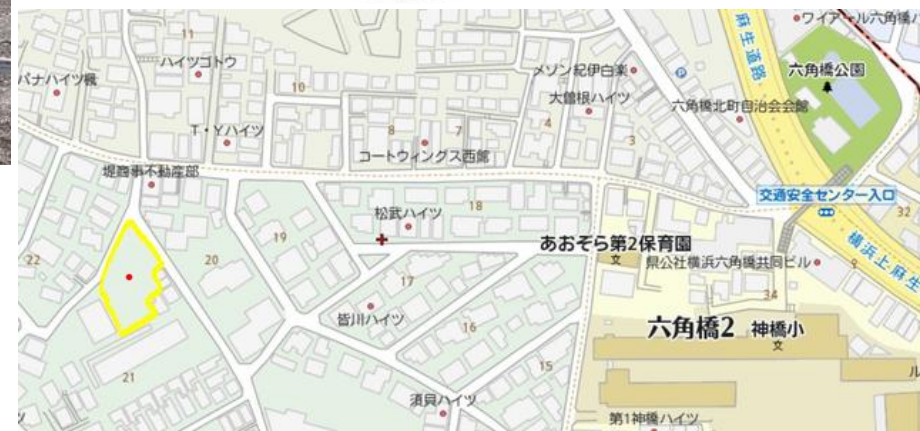 ワイアール六角橋
11
ハイツゴトウ
麻生道路
バナハイツ楓
10
メゾン紀伊白楽
六角橋公園
大曽根ハイツ
六角橋北町自治会会館
T・Yハイツ
8
7
4
3
コートウィングス西館
堤商事不動産部
交通安全センター入口
32
松武ハイツ
18
あおぞら第2保育園
横浜上麻生
22
20
19
県公社横浜六角橋共同ビル
9
17
34
皆川ハイツ
16
六角橋2
神橋小
文
文
21
15
須貝ハイツ
第1神橋ハイツ
ル